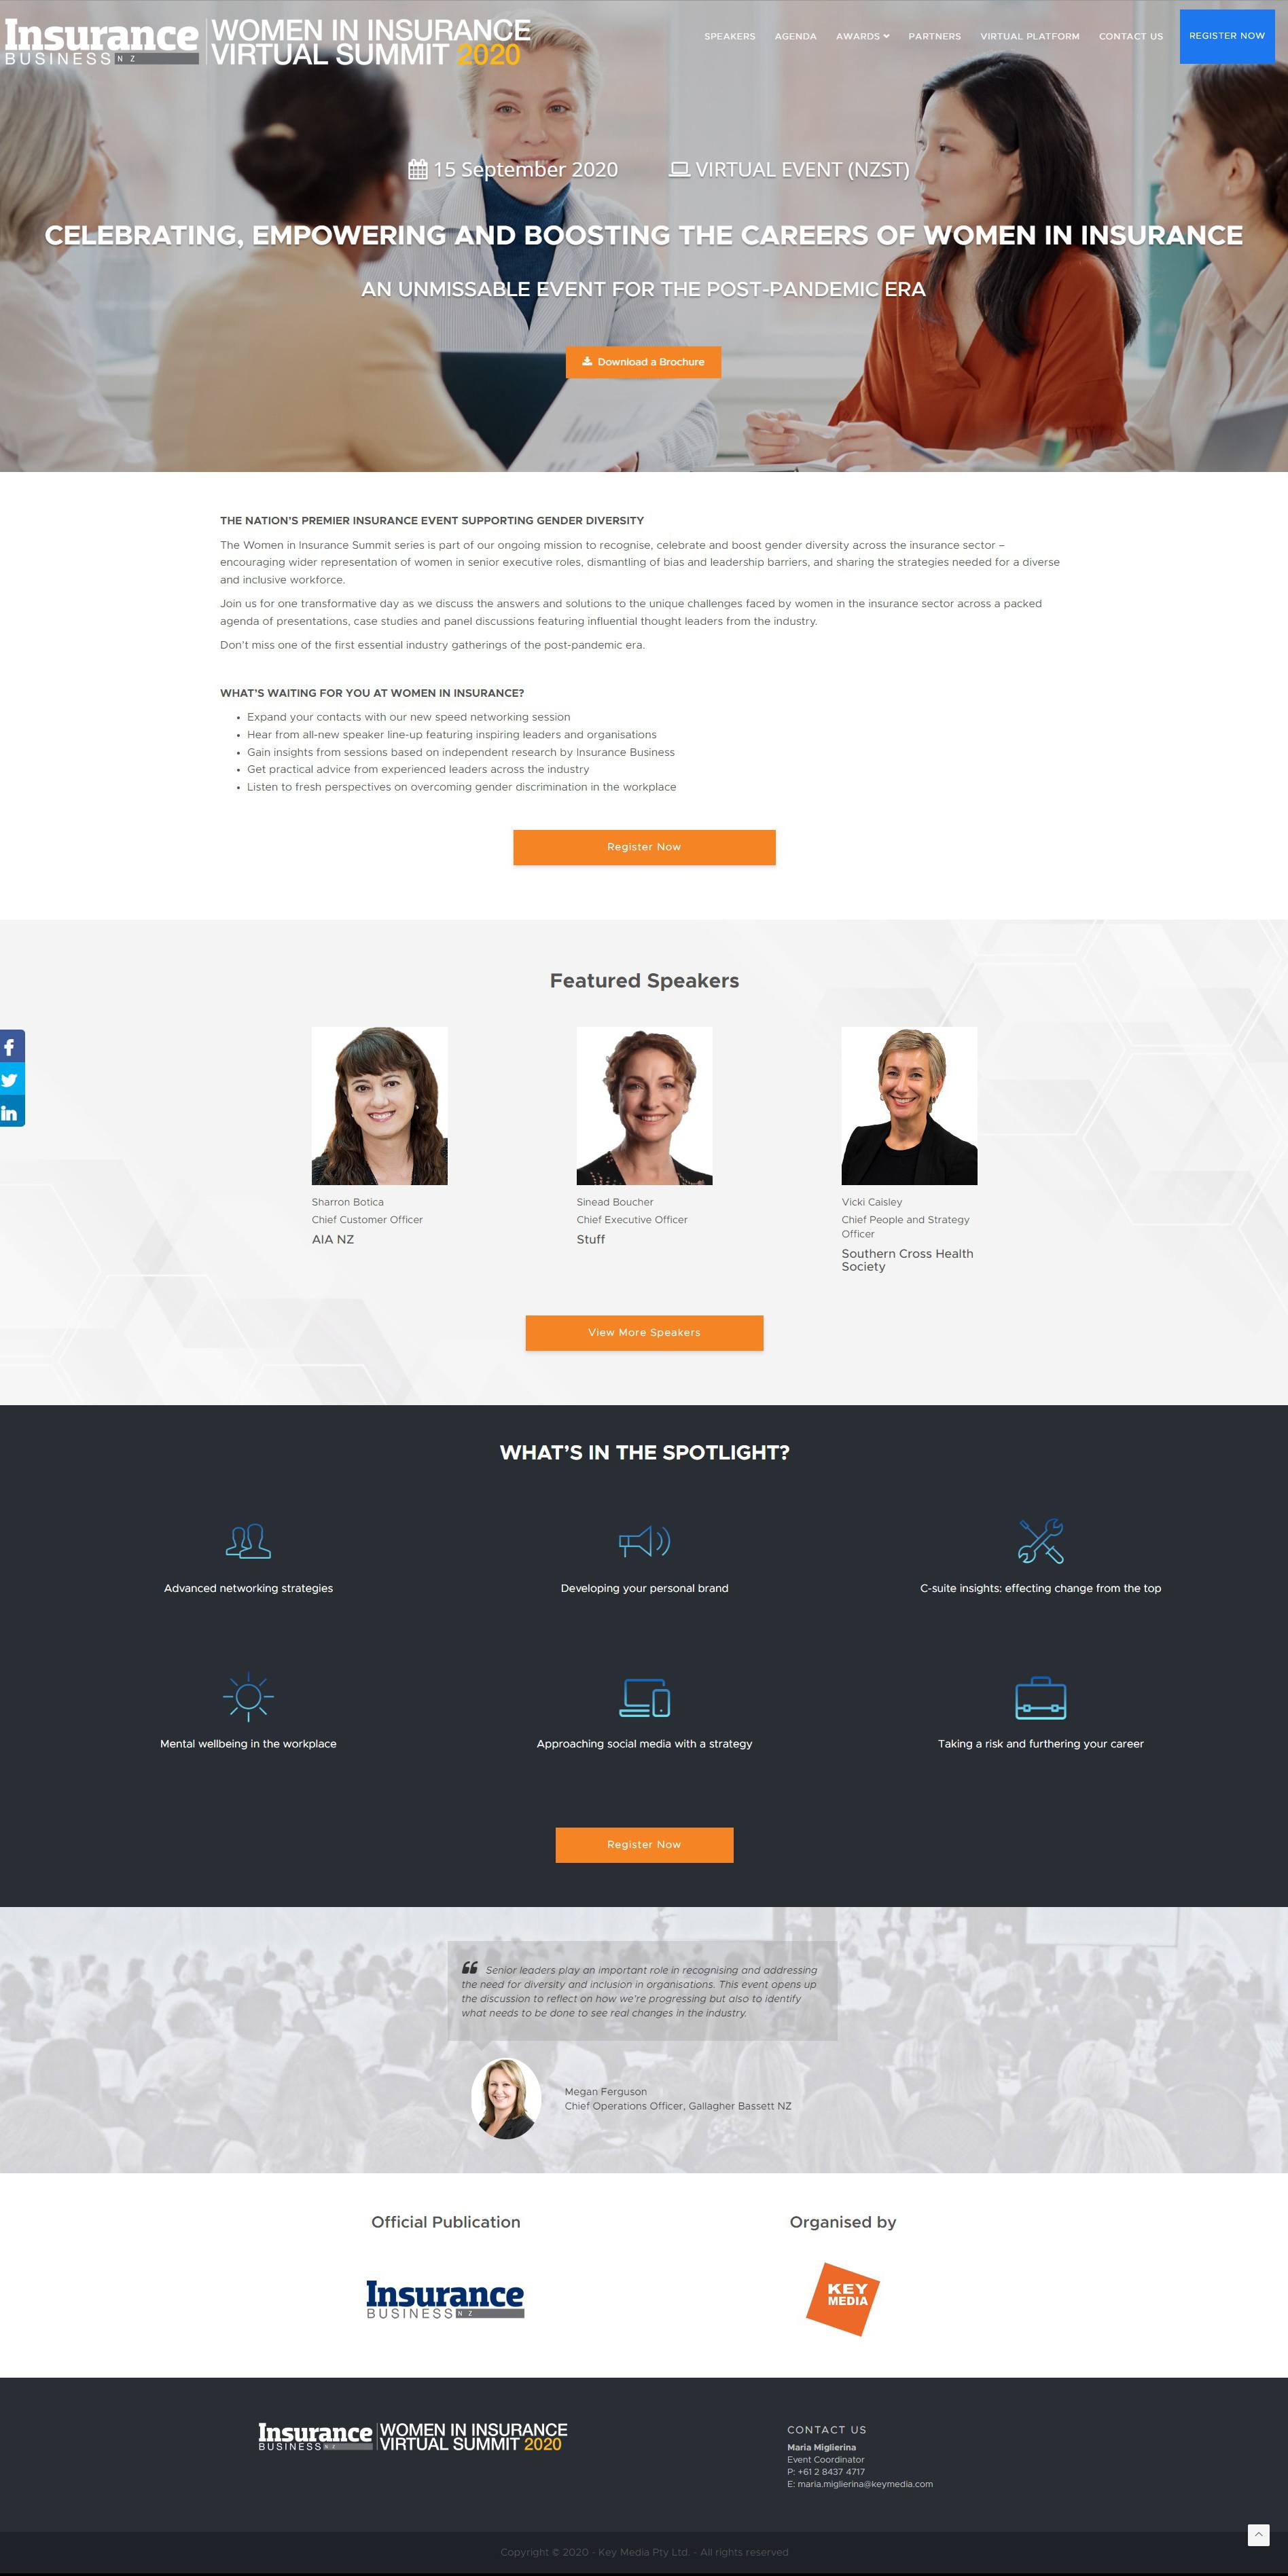 Insurance
BUSINESS NZ
WOMEN IN INSURANCE
VIRTUAL SUMMIT 2020
SPEAKERS AGENDA AWARDS PARTNERS VIRTUAL PLATFORM CONTACT US REGISTER NOW
15 September 2020 VIRTUAL EVENT (NZST)
CELEBRATING, EMPOWERING AND BOOSTING THE CAREERS OF WOMEN IN INSURANCE
AN UNMISSABLE EVENT FOR THE POST-PANDEMIC ERA
Download a Brochure
THE NATION'S PREMIER INSURANCE EVENT SUPPORTING GENDER DIVERSITY
The Women in Insurance Summit series is part of our ongoing mission to recognise, celebrate and boost gender diversity across the insurance sector –
encouraging wider representation of women in senior executive roles, dismantling of bias and leadership barriers, and sharing the strategies needed for a diverse
and inclusive workforce.
Join us for one transformative day as we discuss the answers and solutions to the unique challenges faced by women in the insurance sector across a packed
agenda of presentations, case studies and panel discussions featuring influential thought leaders from the industry.
Don't miss one of the first essential industry gatherings of the post-pandemic era.
WHAT'S WAITING FOR YOU AT WOMEN IN INSURANCE?
• Expand your contacts with our new speed networking session
• Hear from all-new speaker line-up featuring inspiring leaders and organisations
• Gain insights from sessions based on independent research by Insurance Business
• Get practical advice from experienced leaders across the industry
• Listen to fresh perspectives on overcoming gender discrimination in the workplace
Register Now
Featured Speakers
Sharron Botica
Chief Customer Officer
AIA NZ
Sinead Boucher
Chief Executive Officer
Stuff
Vicki Caisley
Chief People and Strategy
Officer
Southern Cross Health
Society
View More Speakers
WHAT'S IN THE SPOTLIGHT?
Advanced networking strategies
Developing your personal brand
C-suite insights: effecting change from the top
Mental wellbeing in the workplace
Approaching social media with a strategy
Taking a risk and furthering your career
Register Now
“ Senior leaders play an important role in recognising and addressing
the need for diversity and inclusion in organisations. This event opens up
the discussion to reflect on how we're progressing but also to identify
what needs to be done to see real changes in the industry.
Megan Ferguson
Chief Operations Officer, Gallagher Bassett NZ
Official Publication
Insurance
BUSINESS NZ
Organised by
KEY
MEDIA
Insurance
BUSINESS NZ
WOMEN IN INSURANCE
VIRTUAL SUMMIT 2020
CONTACT US
Maria Miglierina
Event Coordinator
P: +61 2 8437 4717
E: maria.miglierina@keymedia.com
Copyright © 2020 - Key Media Pty Ltd. - All rights reserved